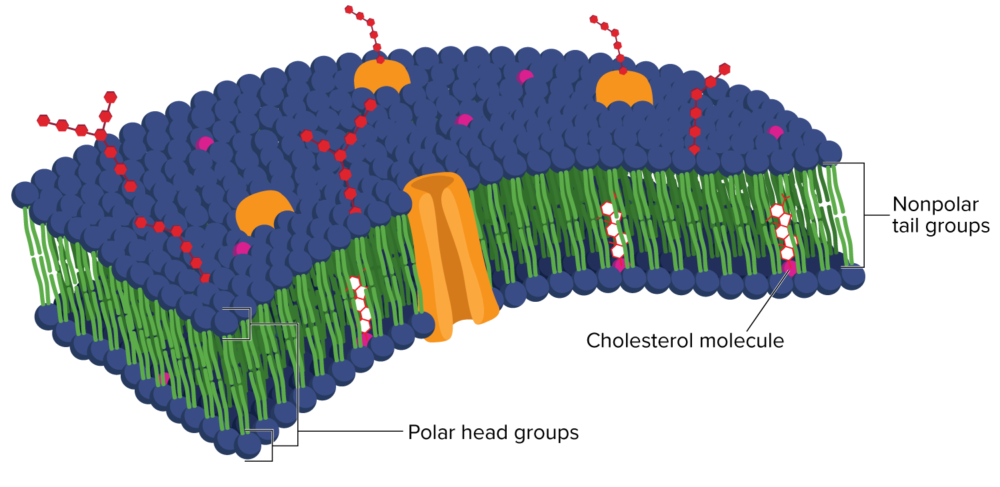 Nonpolar
tail groups
Cholesterol molecule
Polar head groups